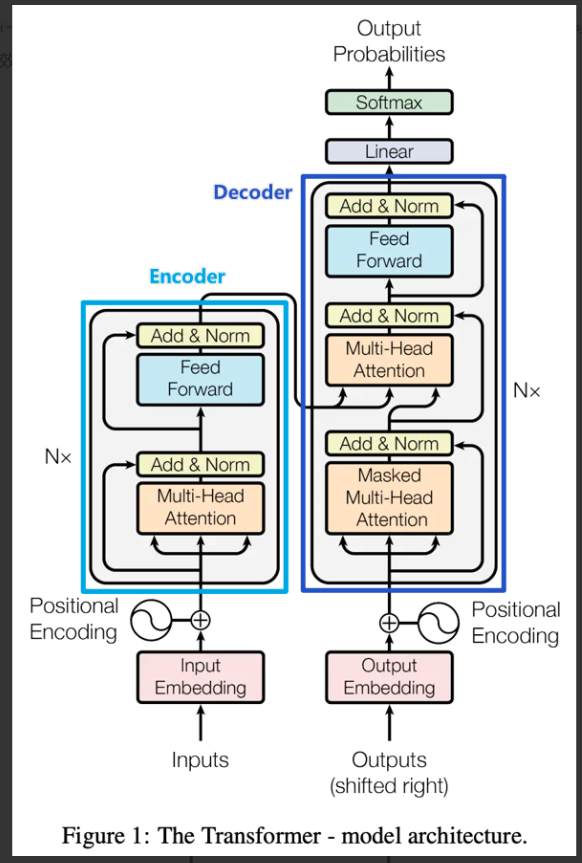 Output
Probabilities
Softmax
Linear
Decoder
Add & Norm
Feed
Forward
Add & Norm
Multi-Head
Attention
Nx
Add & Norm
Masked
Multi-Head
Attention
Encoder
Add & Norm
Feed
Forward
Nx
Add & Norm
Multi-Head
Attention
Positional
Encoding
Positional
Encoding
Input
Embedding
Output
Embedding
Inputs
Outputs
(shifted right)
Figure 1: The Transformer - model architecture.